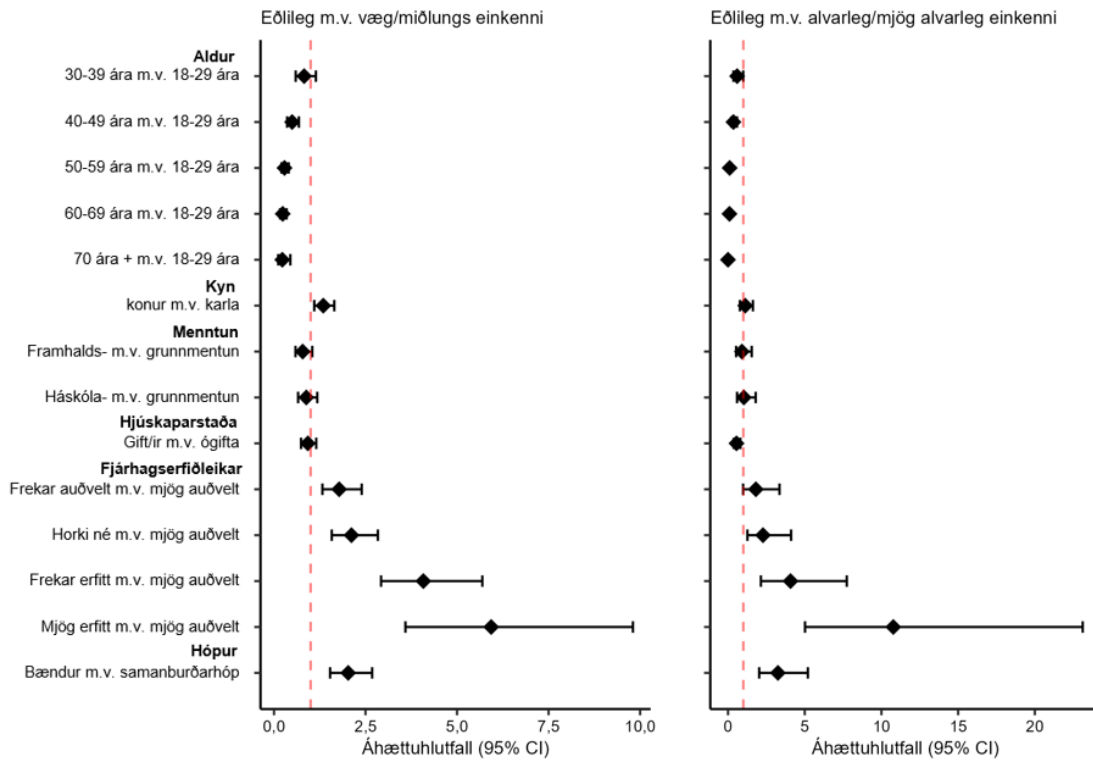 Eðlileg m.v. væg/miðlungs einkenni
Eðlileg m.v. alvarleg/mjög alvarleg einkenni
Aldur
30-39 ára m.v. 18-29 ára
40-49 ára m.v. 18-29 ára
50-59 ára m.v. 18-29 ára
60-69 ára m.v. 18-29 ára
70 ára + m.v. 18-29 ára
Kyn
konur m.v. karla
Menntun
Framhalds- m.v. grunnmentun
Háskóla- m.v. grunnmentun
Hjúskaparstaða
Gift/ir m.v. ógifta
Fjárhagserfiðleikar
Frekar auðvelt m.v. mjög auðvelt
Horki né m.v. mjög auðvelt
Frekar erfitt m.v. mjög auðvelt
Mjög erfitt m.v. mjög auðvelt
Hópur
Bændur m.v. samanburðarhóp
0,0 2,5 5,0 7,5 10,0
Áhættuhlutfall (95% CI)
0 5 10 15 20
Áhættuhlutfall (95% CI)